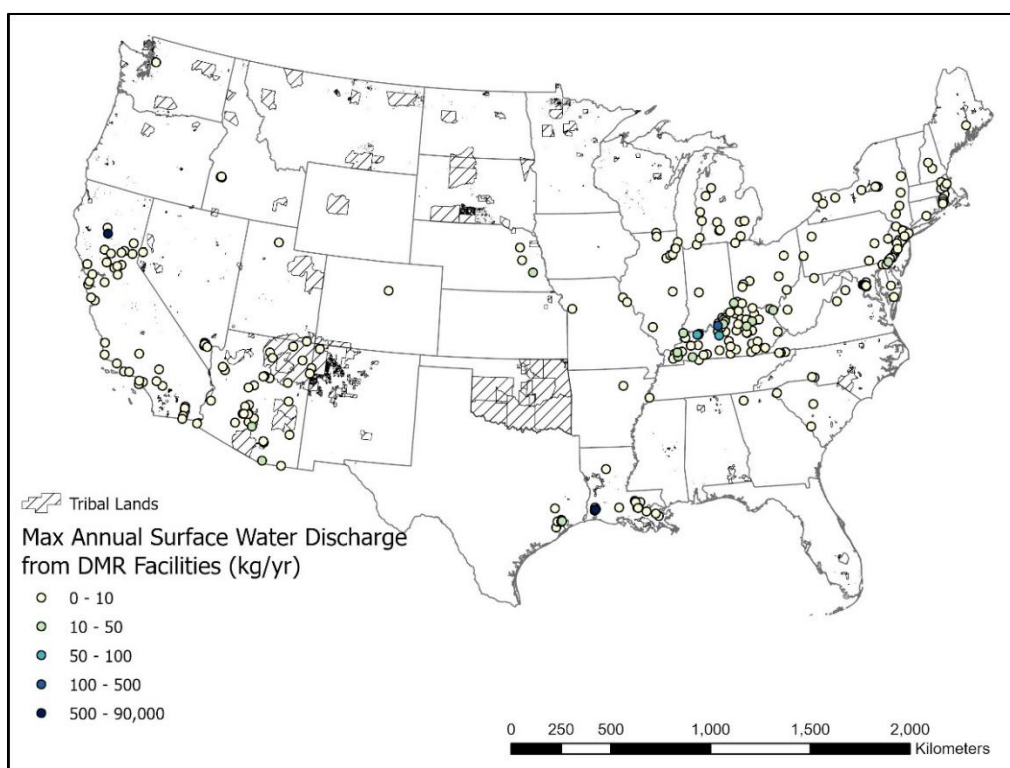 Tribal Lands
Max Annual Surface Water Discharge
from DMR Facilities (kg/yr)
0 - 10
10 - 50
50 - 100
100 - 500
500 - 90,000
0 250 500 1,000 1,500 2,000
Kilometers